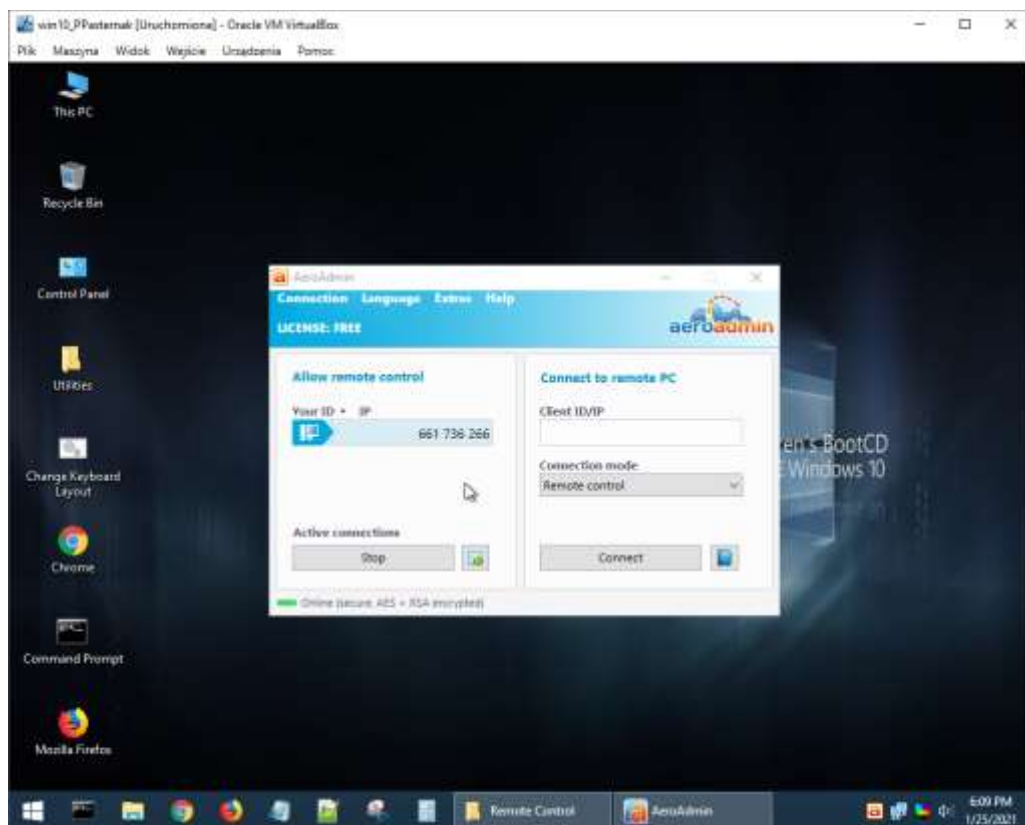 win10_PPasternak [Uruchomiona] - Oracle VM VirtualBox
Plik Maszyna Widok Wejście Urządzenia Pomoc
This PC
Recycle Bin
Control Panel
Utilities
Change Keyboard
Layout
Chrome
Command Prompt
Mozilla Firefox
AeroAdmin
Connection Language Extras Help
LICENSE: FREE
aeroadmin
Allow remote control
Your ID IP
661 736 266
Active connections
Stop
Connect to remote PC
Client ID/IP
Connection mode
Remote control
Connect
Online (secure, AES + RSA encrypted)
en's BootCD
Windows 10
Remote Control
AeroAdmin
6:09 PM
1/25/2021